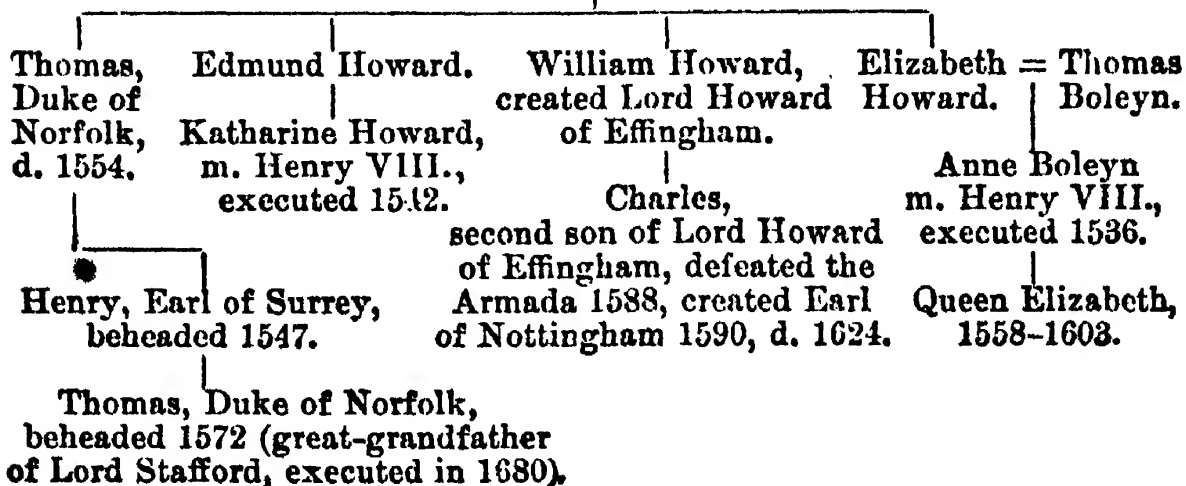 Thomas,
Duke of
Norfolk,
d. 1554.
Edmund Howard.
Katharine Howard,
m. Henry VIII.,
executed 1542.
William Howard,
created Lord Howard
of Effingham.
Elizabeth = Thomas
Howard. Boleyn.
Anne Boleyn
m. Henry VIII.,
executed 1536.
Henry, Earl of Surrey,
beheaded 1547.
Charles,
second son of Lord Howard
of Effingham, defeated the
Armada 1588, created Earl
of Nottingham 1590, d. 1624.
Queen Elizabeth,
1558-1603.
Thomas, Duke of Norfolk,
beheaded 1572 (great-grandfather
of Lord Stafford, executed in 1680).